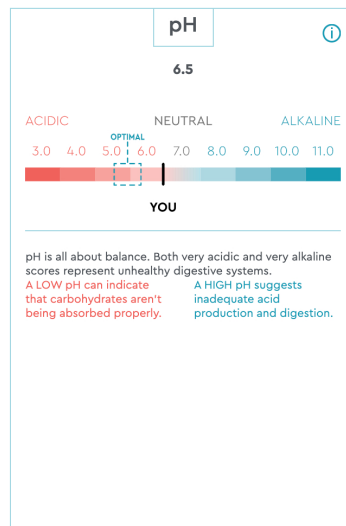 pH
6.5
ACIDIC NEUTRAL ALKALINE
OPTIMAL
3.0 4.0 5.0 6.0 7.0 8.0 9.0 10.0 11.0
YOU
pH is all about balance. Both very acidic and very alkaline
scores represent unhealthy digestive systems.
A LOW pH can indicate
that carbohydrates aren't
being absorbed properly.
A HIGH pH suggests
inadequate acid
production and digestion.